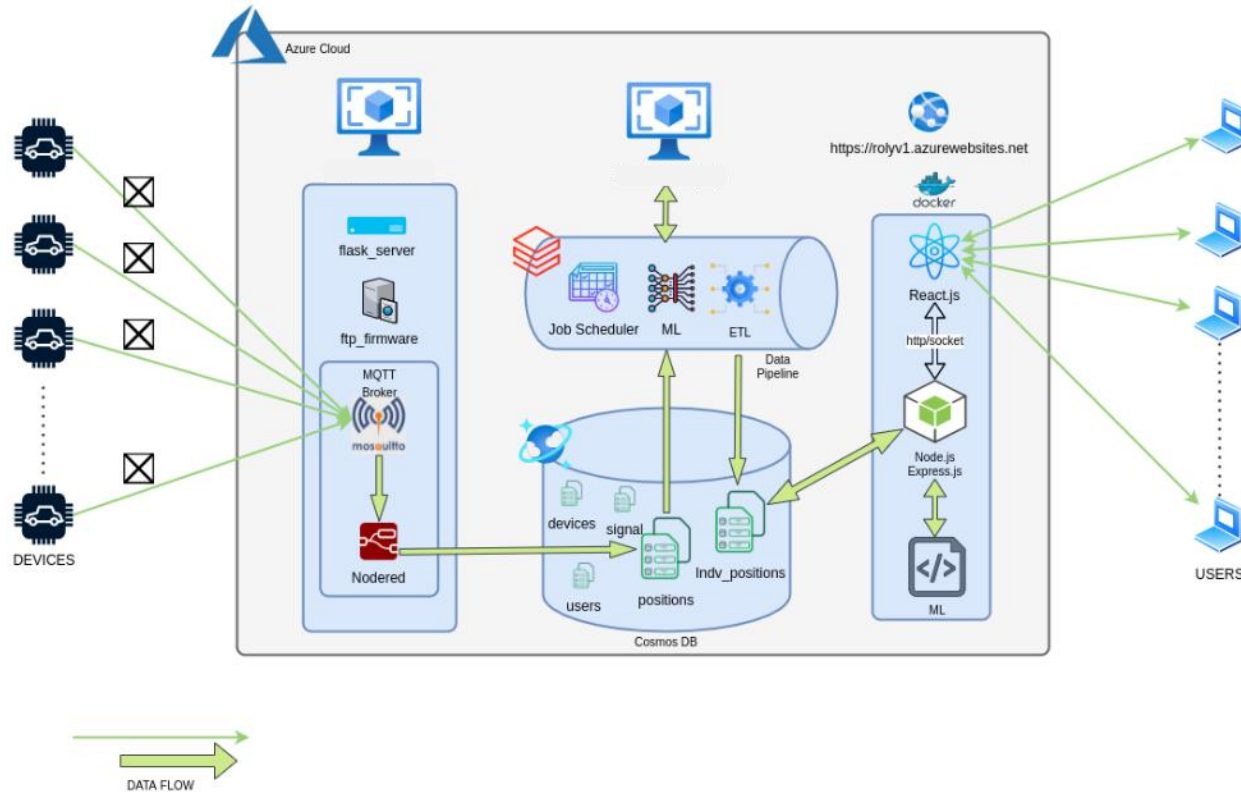 Azure Cloud
https://rolyv1.azurewebsites.net
docker
flask_server
ftp_firmware
MQTT
Broker
mosquitto
Nodered
Job Scheduler
ML
ETL
Data
Pipeline
devices
signal
users
positions
Indv_positions
Cosmos DB
React.js
http/socket
Node.js
Express.js
ML
DEVICES
USERS
DATA FLOW